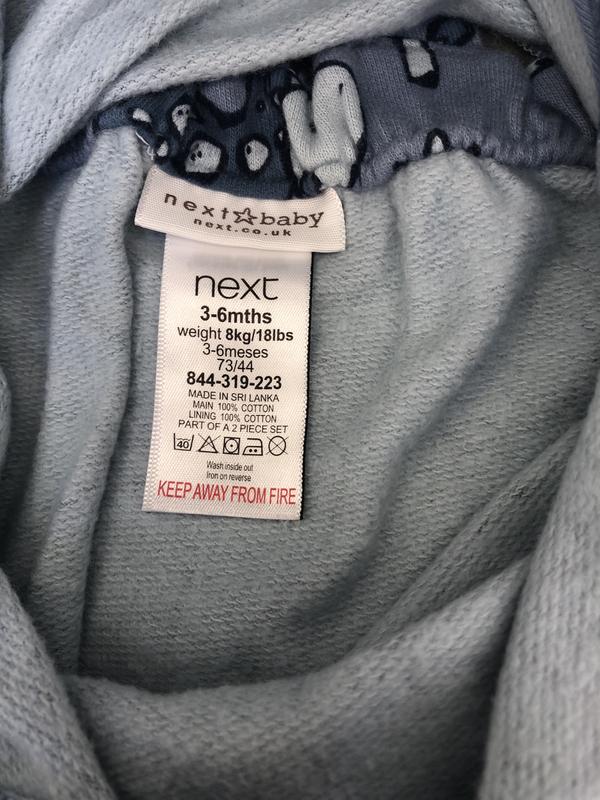 next☆baby
next.co.uk
next
3-6mths
weight 8kg/18lbs
3-6meses
73/44
844-319-223
MADE IN SRI LANKA
MAIN 100% COTTON
LINING 100% COTTON
PART OF A 2 PIECE SET
40
Wash inside out
Iron on reverse
KEEP AWAY FROM FIRE